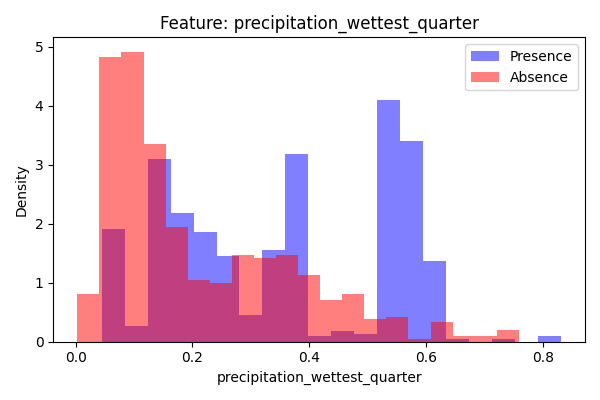 Feature: precipitation_wettest_quarter
Presence
Absence
Density
5
4
3
2
1
0
0.0 0.2 0.4 0.6 0.8
precipitation_wettest_quarter